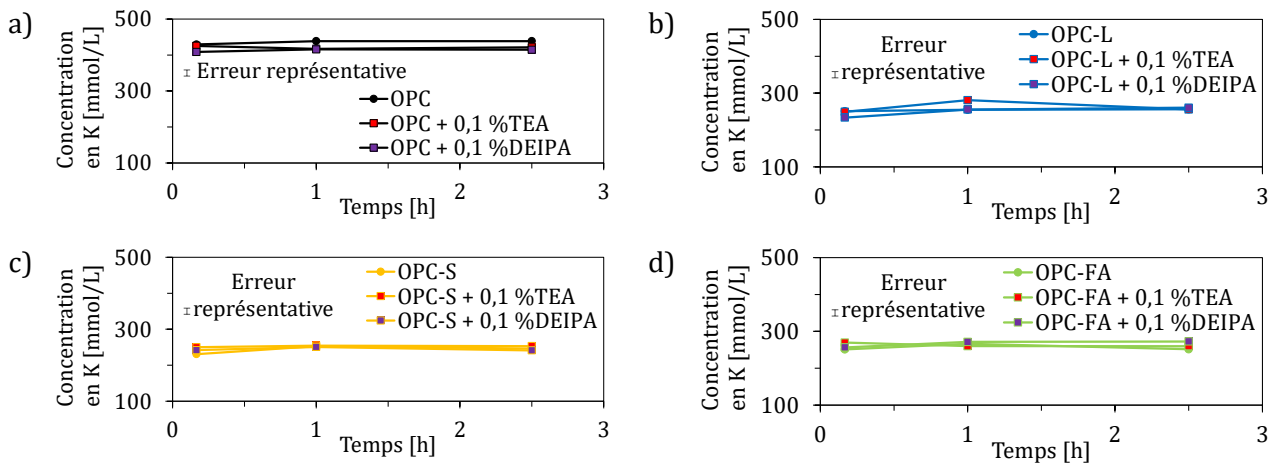 a)
Concentration
en K [mmol/L]
500
300
100
Erreur représentative
OPC
OPC + 0,1 %TEA
OPC + 0,1 %DEIPA
0
1
2
3
Temps [h]
b)
Concentration
en K [mmol/L]
500
300
100
Erreur
représentative
OPC-L
OPC-L + 0,1 %TEA
OPC-L + 0,1 %DEIPA
0
1
2
3
Temps [h]
c)
Concentration
en K [mmol/L]
500
300
100
Erreur
représentative
OPC-S
OPC-S + 0,1 %TEA
OPC-S + 0,1 %DEIPA
0
1
2
3
Temps [h]
d)
Concentration
en K [mmol/L]
500
300
100
Erreur
représentative
OPC-FA
OPC-FA + 0,1 %TEA
OPC-FA + 0,1 %DEIPA
0
1
2
3
Temps [h]